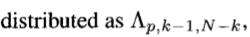 distributed as Λ_{p,k−1,N−k},